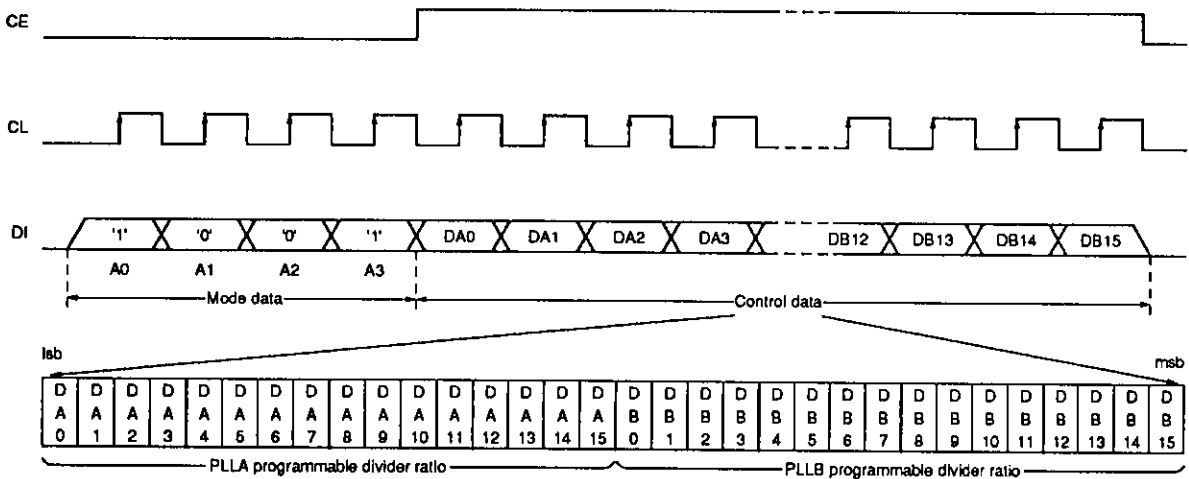 CE
CL
DI '1' '0' '0' '1' DA0 DA1 DA2 DA3 DB12 DB13 DB14 DB15
A0 A1 A2 A3
Mode data Control data
lsb msb
D D D D D D D D D D D D D D D D D D D D D D D D D D D D D D D D
A A A A A A A A A A A A A A A A B B B B B B B B B B B B B B B B
0 1 2 3 4 5 6 7 8 9 10 11 12 13 14 15 0 1 2 3 4 5 6 7 8 9 10 11 12 13 14 15
PLLA programmable divider ratio PLLB programmable divider ratio